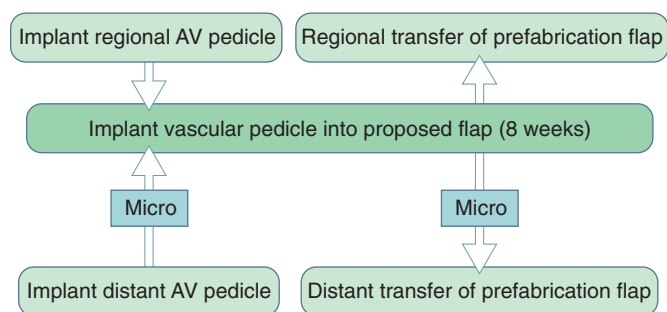 Implant regional AV pedicle
Regional transfer of prefabrication flap
Implant vascular pedicle into proposed flap (8 weeks)
Micro
Micro
Implant distant AV pedicle
Distant transfer of prefabrication flap